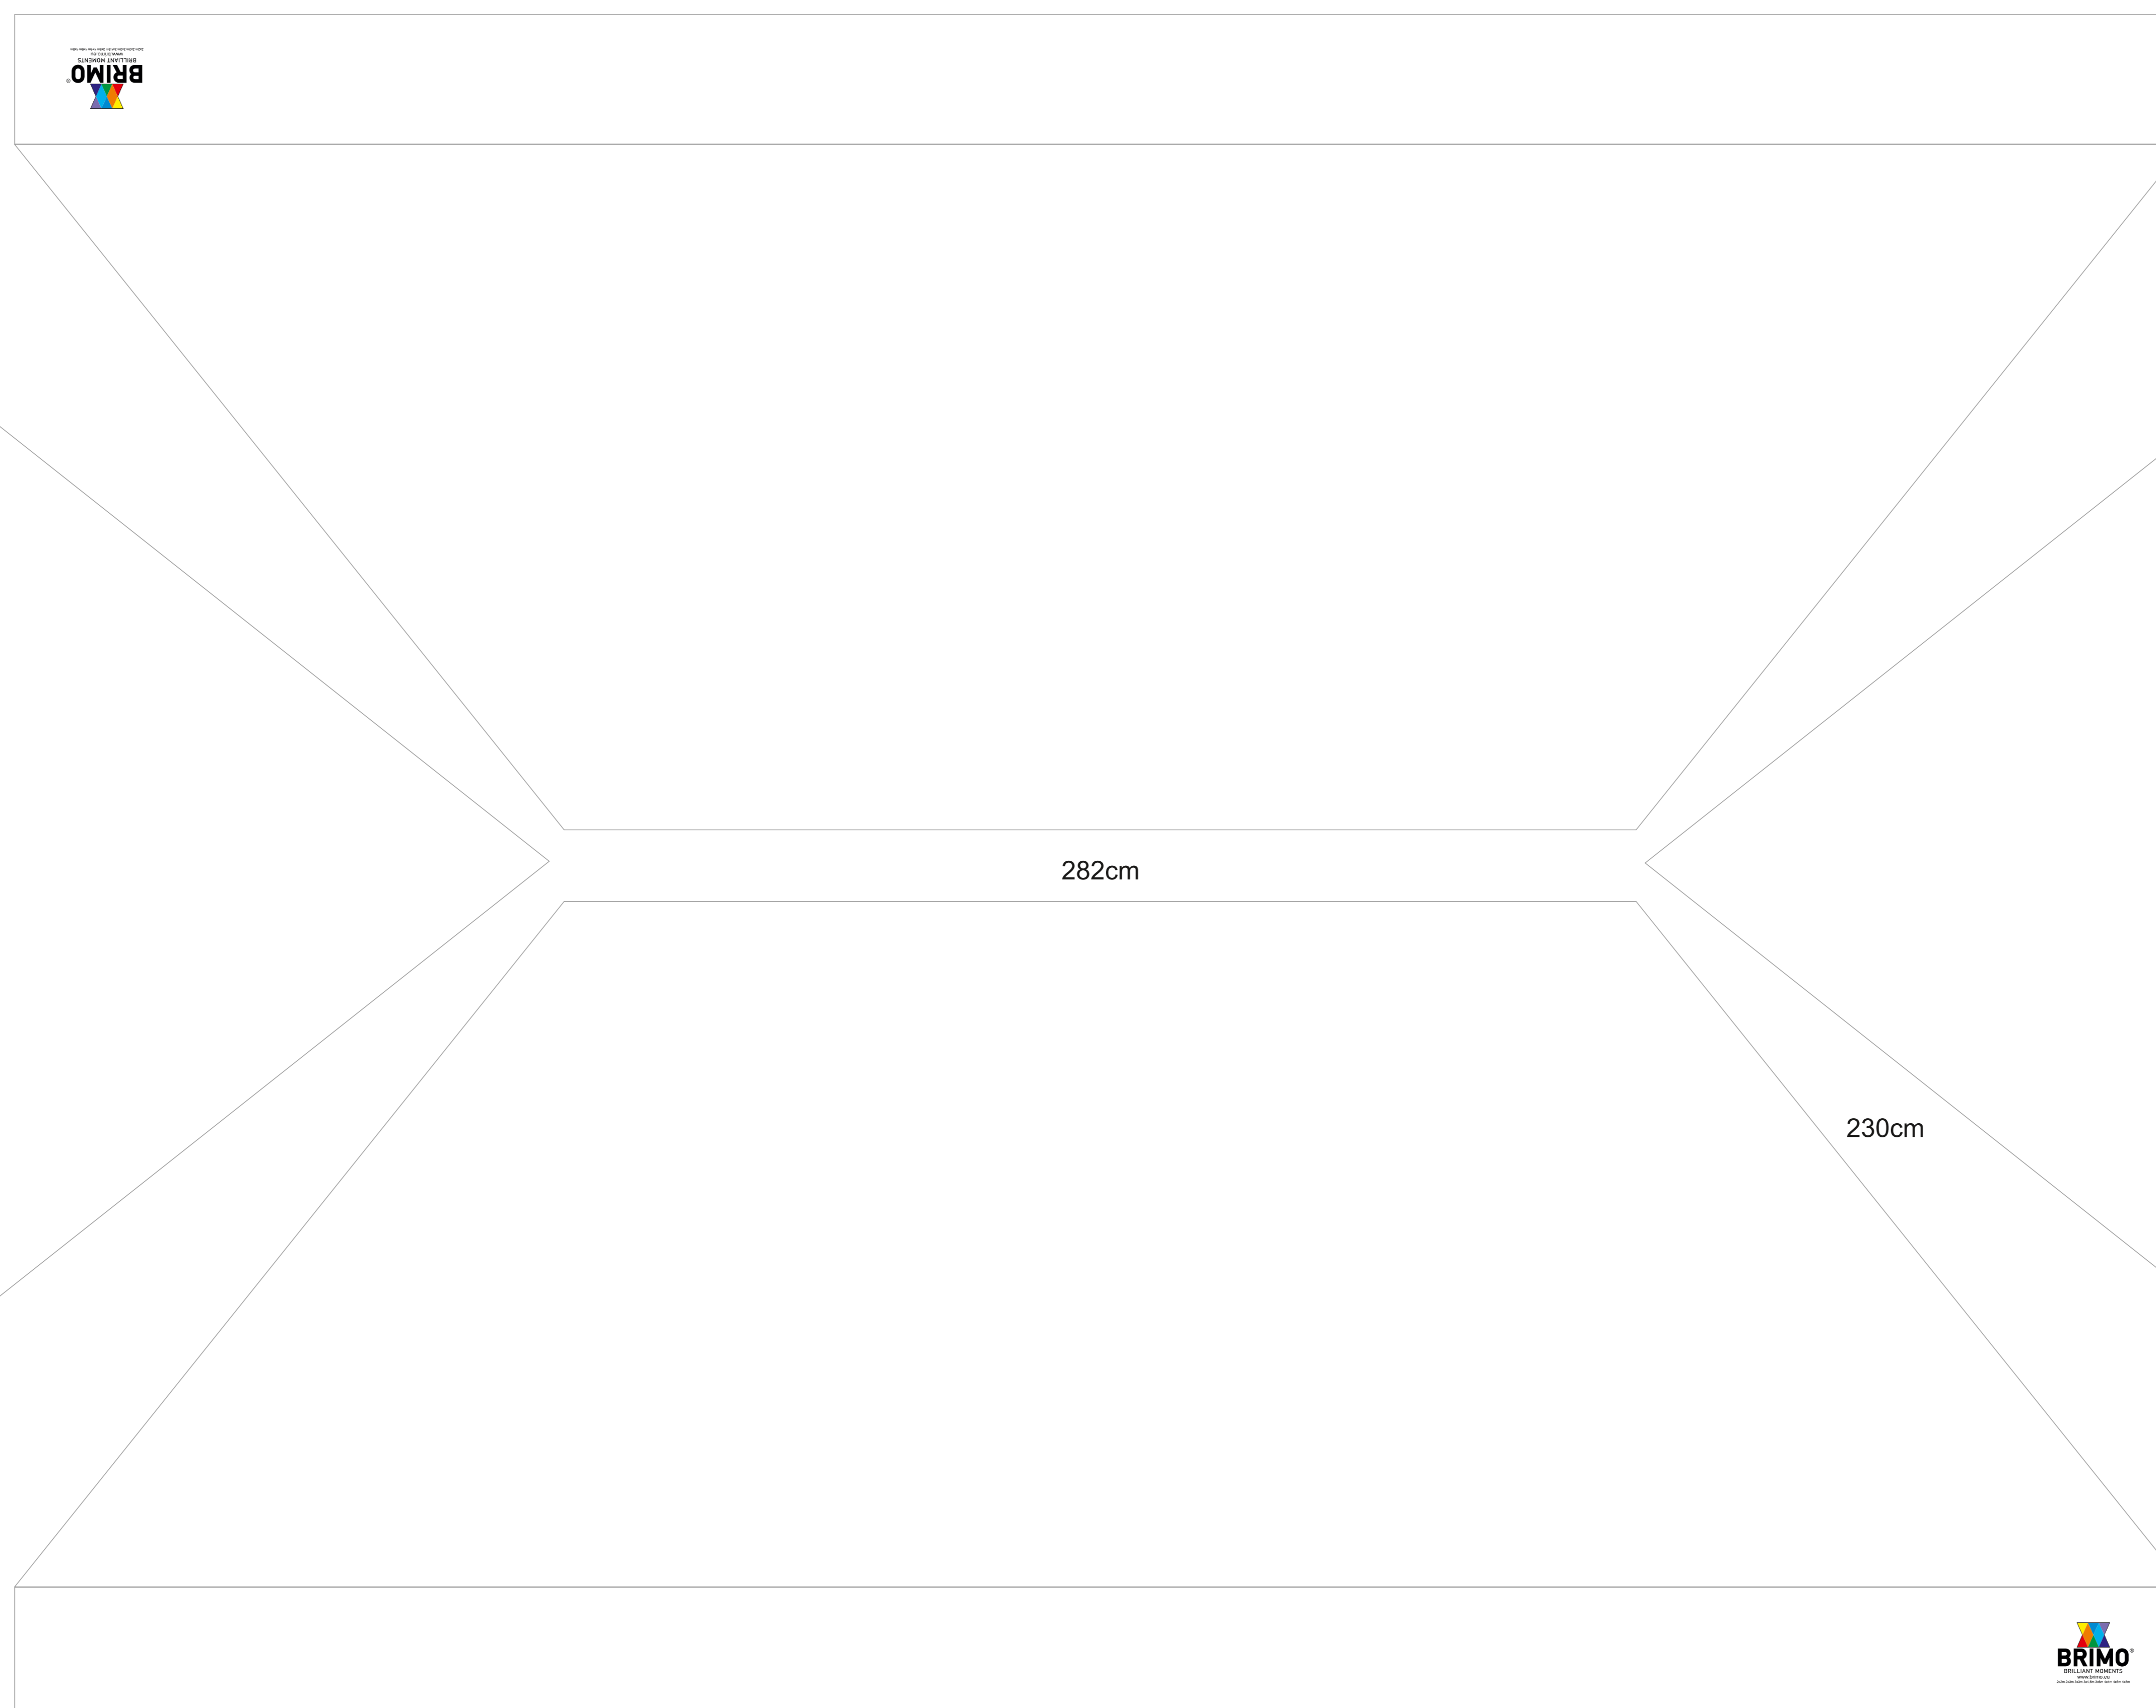 BRIMO®
BRILLIANT MOMENTS
www.brimo.eu
282cm
230cm
BRIMO®
BRILLIANT MOMENTS
www.brimo.eu